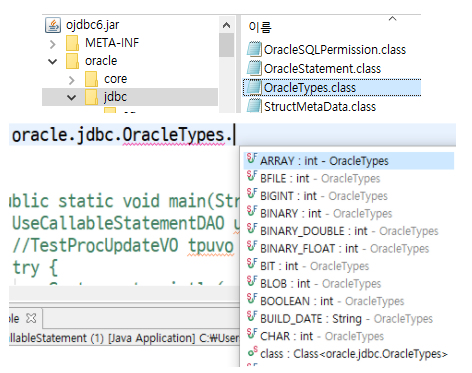 ojdbc6.jar
META-INF
oracle
core
jdbc
이름
OracleSQLPermission.class
OracleStatement.class
OracleTypes.class
StructMetaData.class
oracle.jdbc.OracleTypes.
ublic static void main(Str
UseCallableStatementDAO u
//TestProcUpdateVO tpuvo
try {
ARRAY : int - OracleTypes
BFILE : int - OracleTypes
BIGINT : int - OracleTypes
BINARY : int - OracleTypes
BINARY_DOUBLE : int - OracleTypes
BINARY_FLOAT : int - OracleTypes
BIT : int - OracleTypes
BLOB : int - OracleTypes
BOOLEAN : int - OracleTypes
BUILD_DATE : String - OracleTypes
CHAR : int - OracleTypes
class : Class<oracle.jdbc.OracleTypes>
ole
allableStatement (1) [Java Application] C:₩User